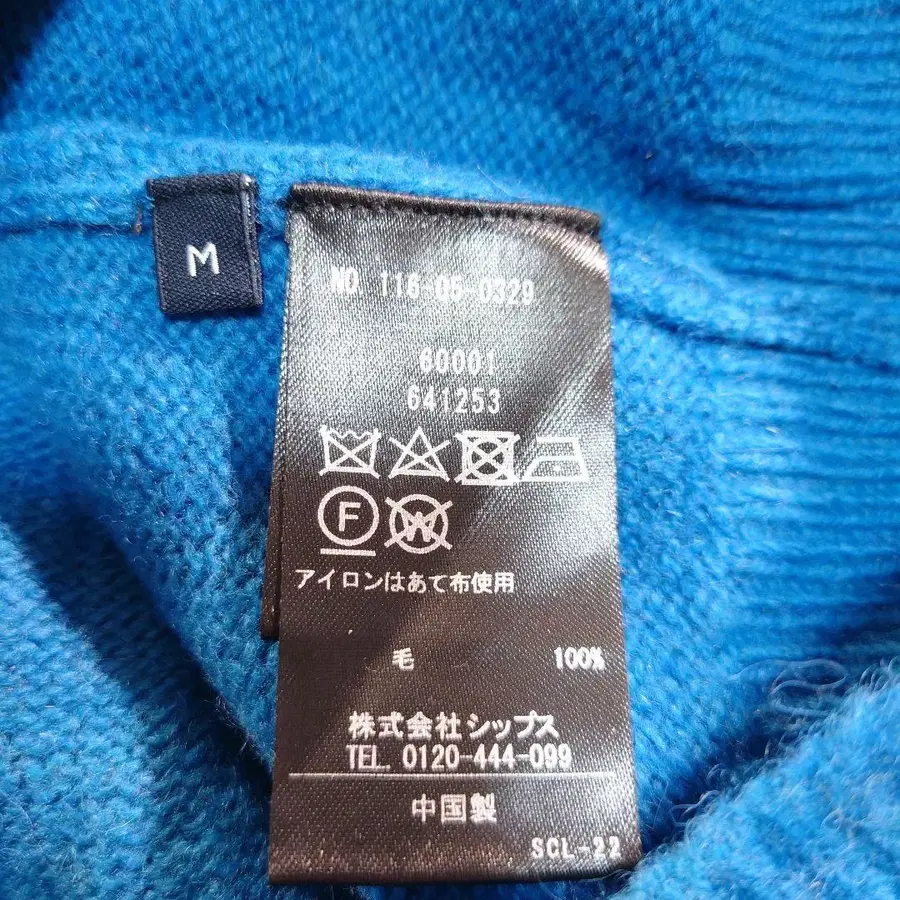 M
NO. 116-05-0329
60001
641253
F
W
アイロンはあて布使用
毛 100%
株式会社シップス
TEL. 0120-444-099
中国製
SCL-22